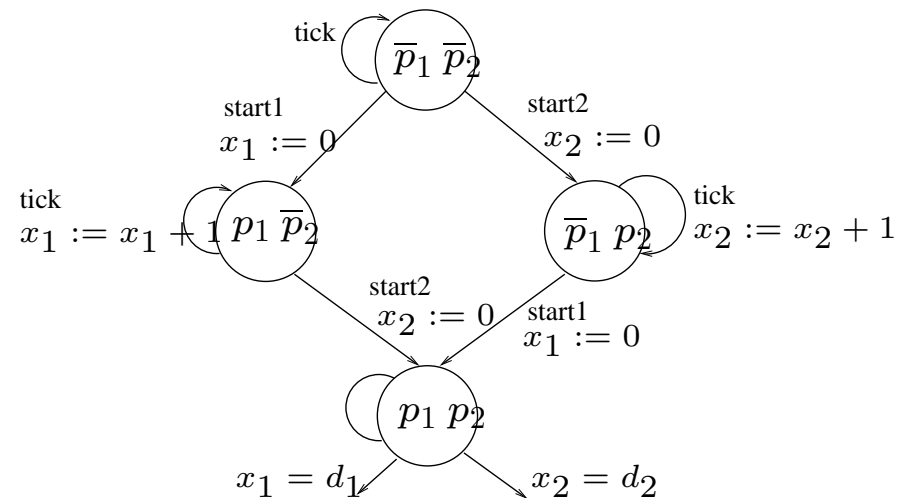 tick
p̅₁ p̅₂
start1
x₁ := 0
start2
x₂ := 0
tick
x₁ := x₁ + 1
p₁ p̅₂
p̅₁ p₂
tick
x₂ := x₂ + 1
start2
x₂ := 0
start1
x₁ := 0
p₁ p₂
x₁ = d₁
x₂ = d₂